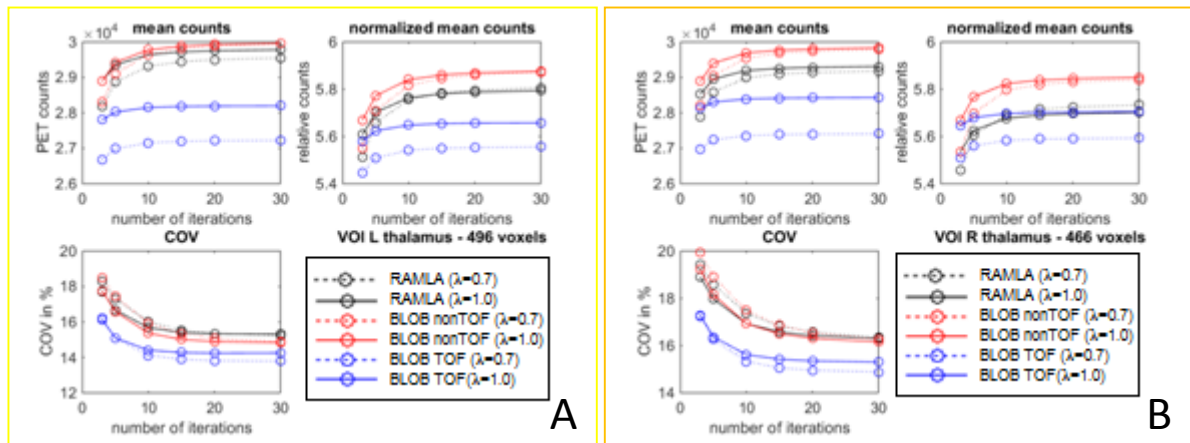 mean counts
normalized mean counts
× 10⁴
3
2.9
2.8
2.7
2.6
PET counts
0
10
20
30
number of iterations
6
5.8
5.6
5.4
relative counts
0
10
20
30
number of iterations
COV
VOI L thalamus - 496 voxels
20
18
16
14
12
COV in %
0
10
20
30
number of iterations
RAMLA (λ=0.7)
RAMLA (λ=1.0)
BLOB nonTOF (λ=0.7)
BLOB nonTOF (λ=1.0)
BLOB TOF (λ=0.7)
BLOB TOF(λ=1.0)
A
mean counts
normalized mean counts
× 10⁴
3
2.9
2.8
2.7
2.6
PET counts
0
10
20
30
number of iterations
6
5.8
5.6
5.4
relative counts
0
10
20
30
number of iterations
COV
VOI R thalamus - 466 voxels
20
18
16
14
COV in %
0
10
20
30
number of iterations
RAMLA (λ=0.7)
RAMLA (λ=1.0)
BLOB nonTOF (λ=0.7)
BLOB nonTOF (λ=1.0)
BLOB TOF (λ=0.7)
BLOB TOF(λ=1.0)
B